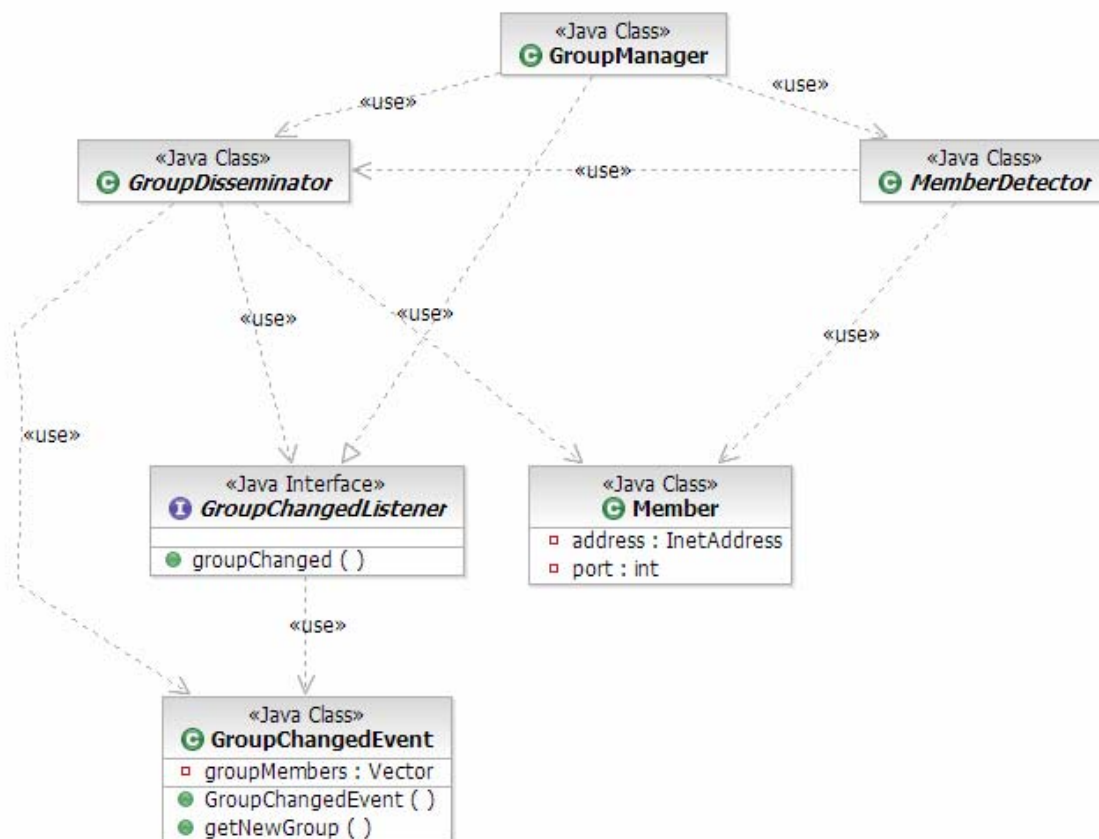 «Java Class»
GroupManager
«use»
«Java Class»
GroupDisseminator
«use»
«Java Class»
MemberDetector
«use»
«use»
«use»
«use»
«use»
«Java Interface»
GroupChangedListener
groupChanged ( )
«Java Class»
Member
address : InetAddress
port : int
«use»
«Java Class»
GroupChangedEvent
groupMembers : Vector
GroupChangedEvent ( )
getNewGroup ( )